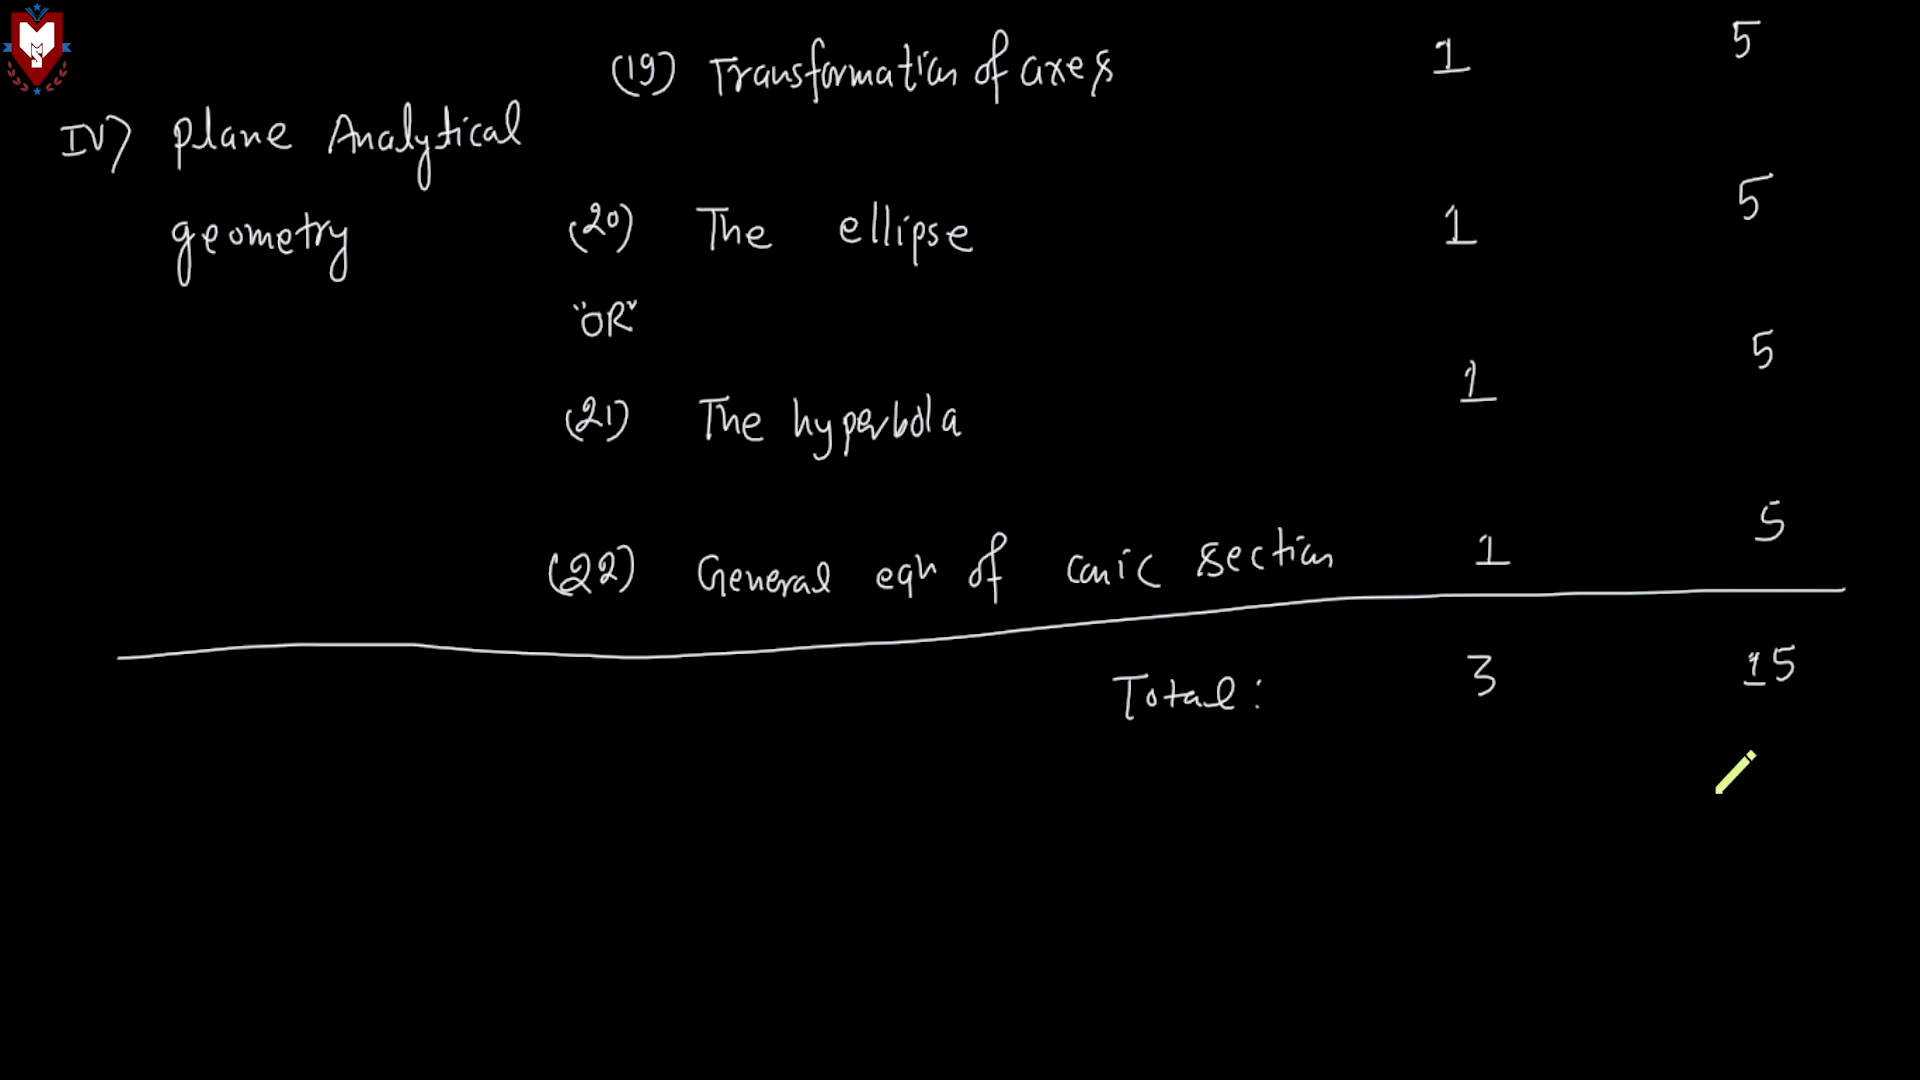 (19) Transformation of axes 1 5
IV) plane Analytical
geometry
(20) The ellipse 1 5
"OR"
(21) The hyperbola 1 5
(22) General eqn of conic section 1 5
Total: 3 15